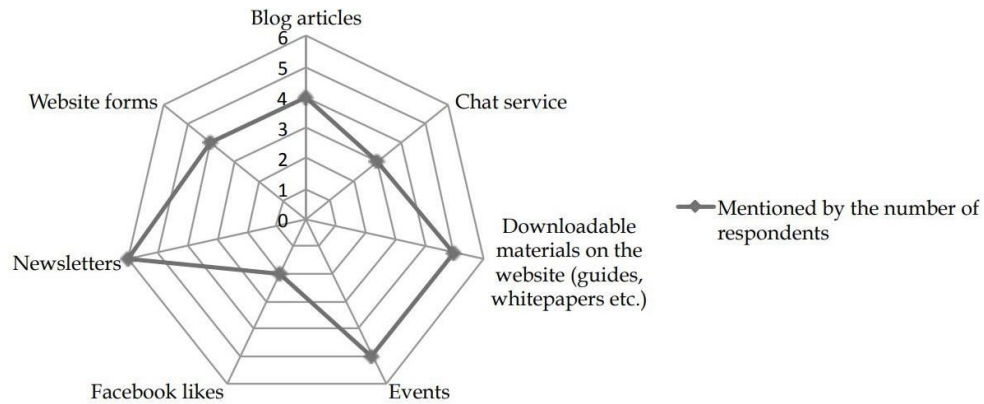 Blog articles
6
5
4
3
2
1
0
Chat service
Downloadable
materials on the
website (guides,
whitepapers etc.)
Events
Facebook likes
Newsletters
Website forms
Mentioned by the number of
respondents